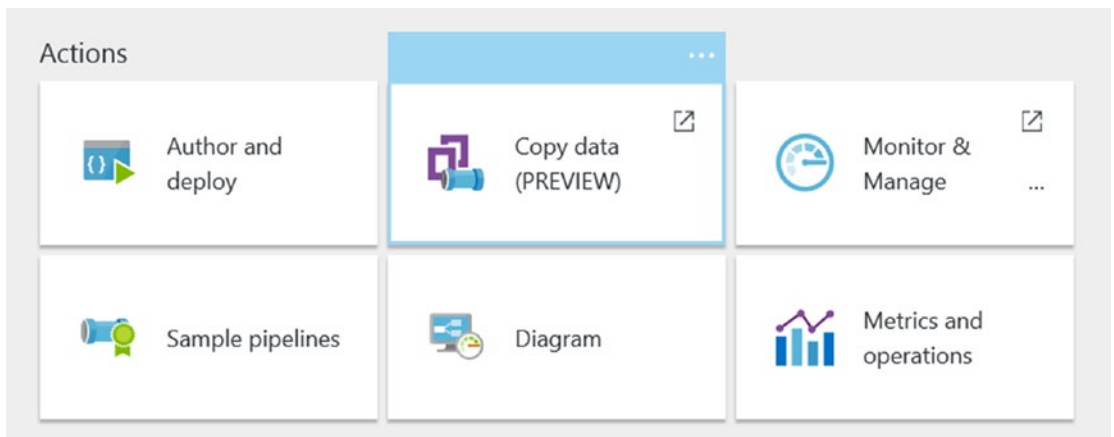 Actions
Author and
deploy
Copy data
(PREVIEW)
Monitor &
Manage
...
Sample pipelines
Diagram
Metrics and
operations